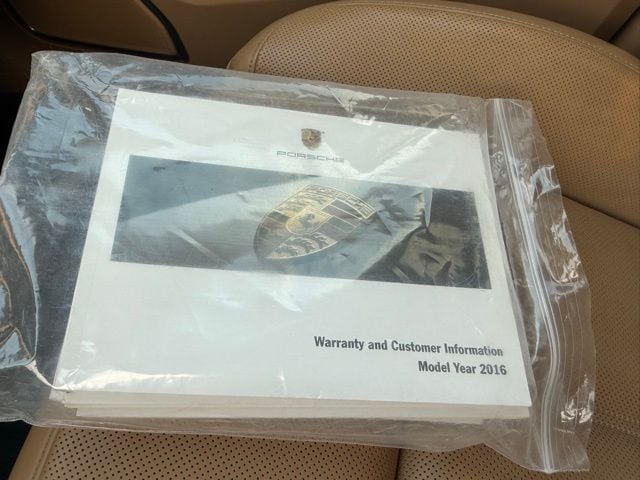 PORSCHE
Warranty and Customer Information
Model Year 2016